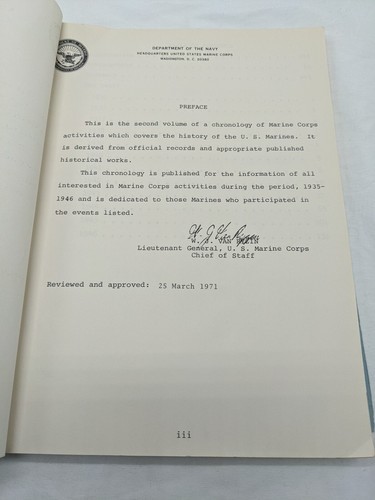 DEPARTMENT OF THE NAVY
HEADQUARTERS UNITED STATES MARINE CORPS
WASHINGTON, D. C. 20380
PREFACE
This is the second volume of a chronology of Marine Corps
activities which covers the history of the U. S. Marines. It
is derived from official records and appropriate published
historical works.
This chronology is published for the information of all
interested in Marine Corps activities during the period, 1935-
1946 and is dedicated to those Marines who participated in
the events listed.
Lieutenant General, U. S. Marine Corps
Chief of Staff
Reviewed and approved: 25 March 1971
iii